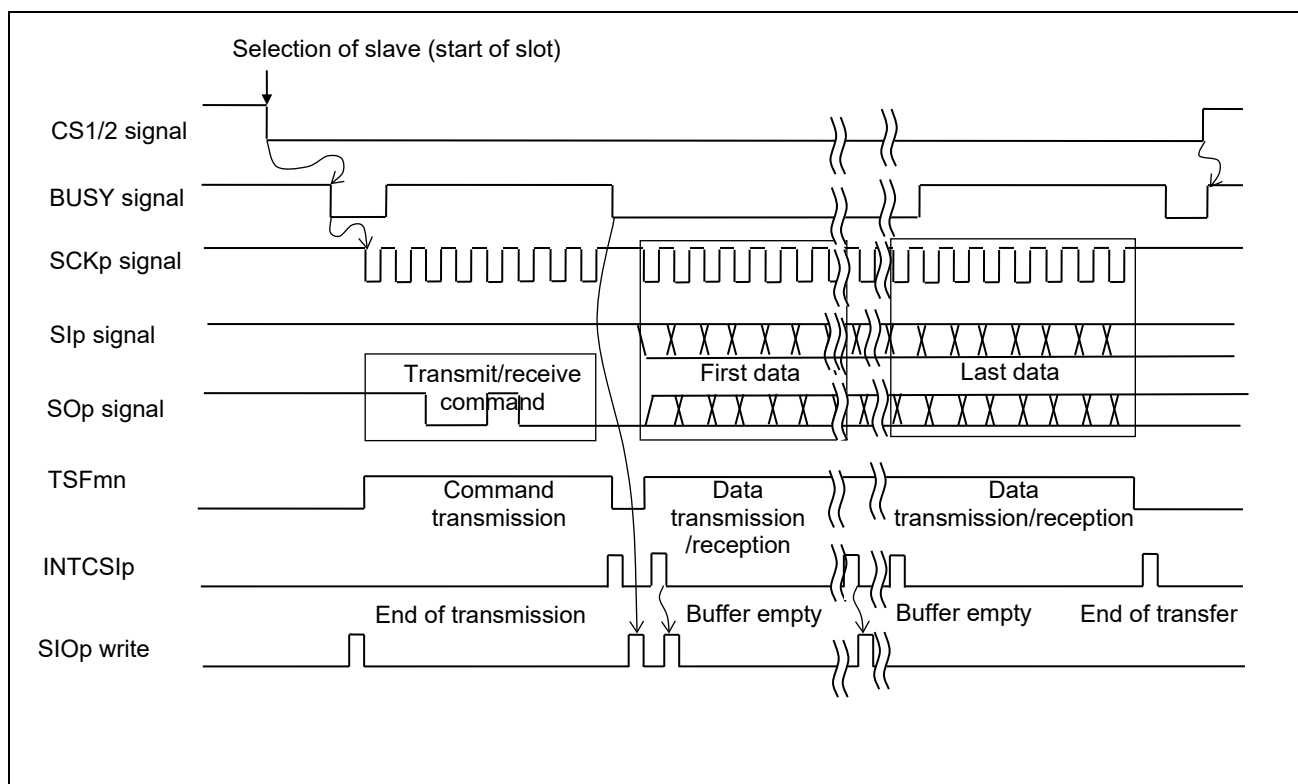 Selection of slave (start of slot)
CS1/2 signal
BUSY signal
SCKp signal
SIp signal
Transmit/receive
command
First data
Last data
SOp signal
TSFmn
Command
transmission
Data
transmission
/reception
Data
transmission/reception
INTCSIp
End of transmission
Buffer empty
Buffer empty
End of transfer
SIOp write